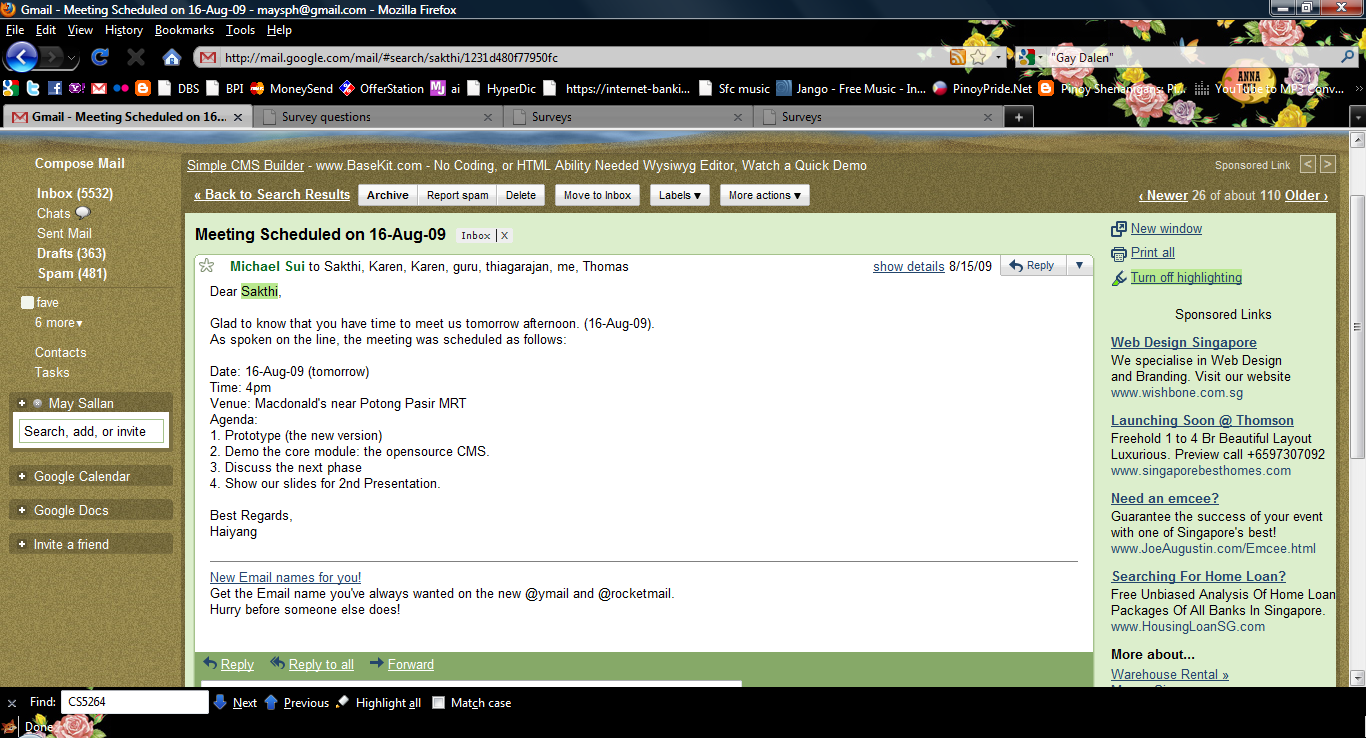 Gmail - Meeting Scheduled on 16-Aug-09 - maysph@gmail.com - Mozilla Firefox
File Edit View History Bookmarks Tools Help
http://mail.google.com/mail/#search/sakthi/1231d480f77950fc
"Gay Dalen"
DBS BPI MoneySend OfferStation ai HyperDic https://internet-banki... Sfc music Jango - Free Music - In... PinoyPride.Net Pinoy Shenanigans: Pi... YouTube to MP3 Conv...
ANNA
Gmail - Meeting Scheduled on 16... Survey questions Surveys Surveys
Compose Mail
Inbox (5532)
Chats
Sent Mail
Drafts (363)
Spam (481)
fave
6 more▾
Contacts
Tasks
May Sallan
Search, add, or invite
Google Calendar
Google Docs
Invite a friend
Simple CMS Builder - www.BaseKit.com - No Coding, or HTML Ability Needed Wysiwyg Editor, Watch a Quick Demo
Sponsored Link < >
« Back to Search Results Archive Report spam Delete Move to Inbox Labels ▾ More actions ▾
‹ Newer 26 of about 110 Older ›
Meeting Scheduled on 16-Aug-09 Inbox | X
Michael Sui to Sakthi, Karen, Karen, guru, thiagarajan, me, Thomas
show details 8/15/09 Reply
Dear Sakthi,
Glad to know that you have time to meet us tomorrow afternoon. (16-Aug-09).
As spoken on the line, the meeting was scheduled as follows:
Date: 16-Aug-09 (tomorrow)
Time: 4pm
Venue: Macdonald's near Potong Pasir MRT
Agenda:
1. Prototype (the new version)
2. Demo the core module: the opensource CMS.
3. Discuss the next phase
4. Show our slides for 2nd Presentation.
Best Regards,
Haiyang
New Email names for you!
Get the Email name you've always wanted on the new @ymail and @rocketmail.
Hurry before someone else does!
Reply Reply to all Forward
New window
Print all
Turn off highlighting
Sponsored Links
Web Design Singapore
We specialise in Web Design
and Branding. Visit our website
www.wishbone.com.sg
Launching Soon @ Thomson
Freehold 1 to 4 Br Beautiful Layout
Luxurious. Preview call +6597307092
www.singaporebesthomes.com
Need an emcee?
Guarantee the success of your event
with one of Singapore's best!
www.JoeAugustin.com/Emcee.html
Searching For Home Loan?
Free Unbiased Analysis Of Home Loan
Packages Of All Banks In Singapore.
www.HousingLoanSG.com
More about...
Warehouse Rental »
Find: CS5264 Next Previous Highlight all Match case
Done